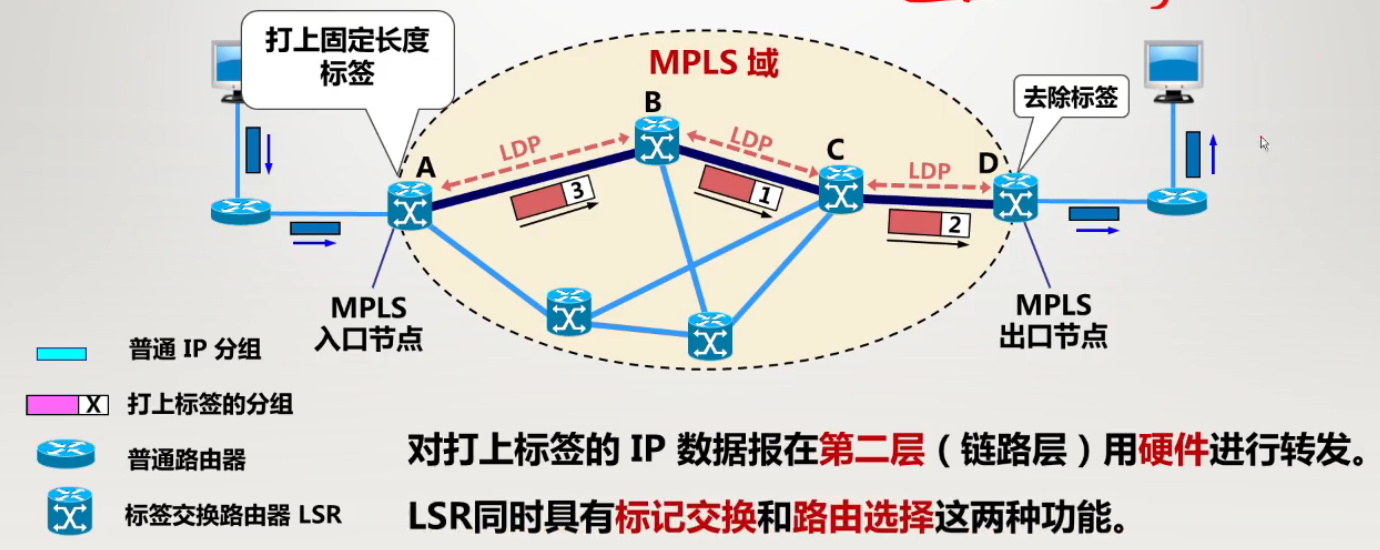 打上固定长度
标签
MPLS 域
去除标签
B
LDP
LDP
C
A
LDP
D
3
1
2
MPLS
入口节点
MPLS
出口节点
普通 IP 分组
X
打上标签的分组
普通路由器
标签交换路由器 LSR
对打上标签的 IP 数据报在第二层（链路层）用硬件进行转发。
LSR同时具有标记交换和路由选择这两种功能。